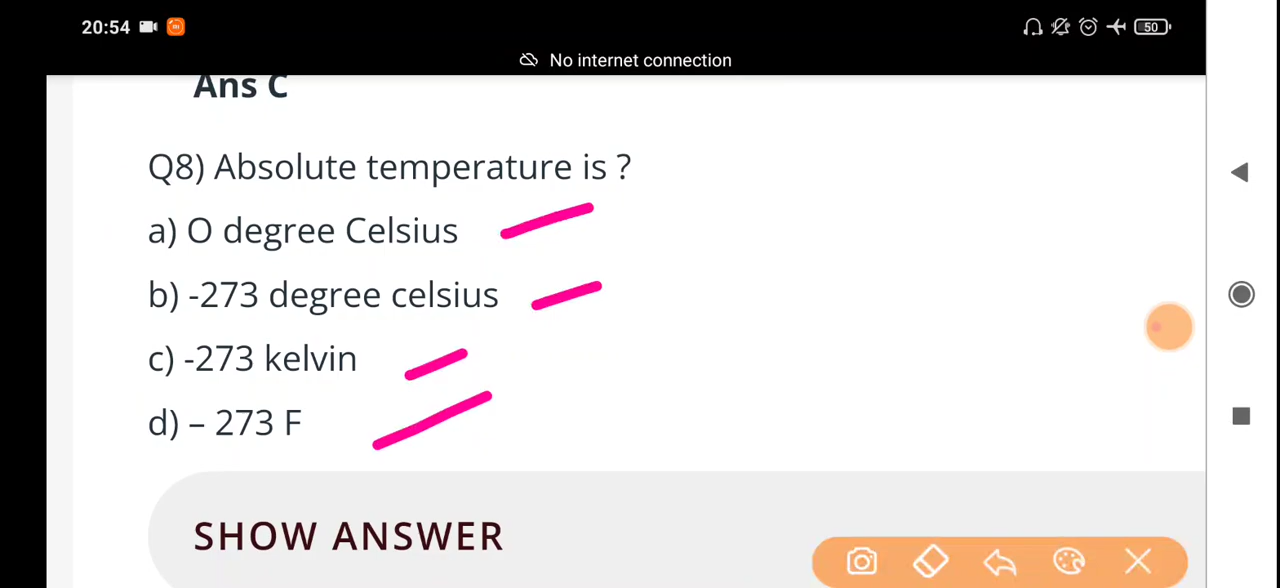 20:54
50
No internet connection
Ans C
Q8) Absolute temperature is ?
a) O degree Celsius
b) -273 degree celsius
c) -273 kelvin
d) – 273 F
SHOW ANSWER